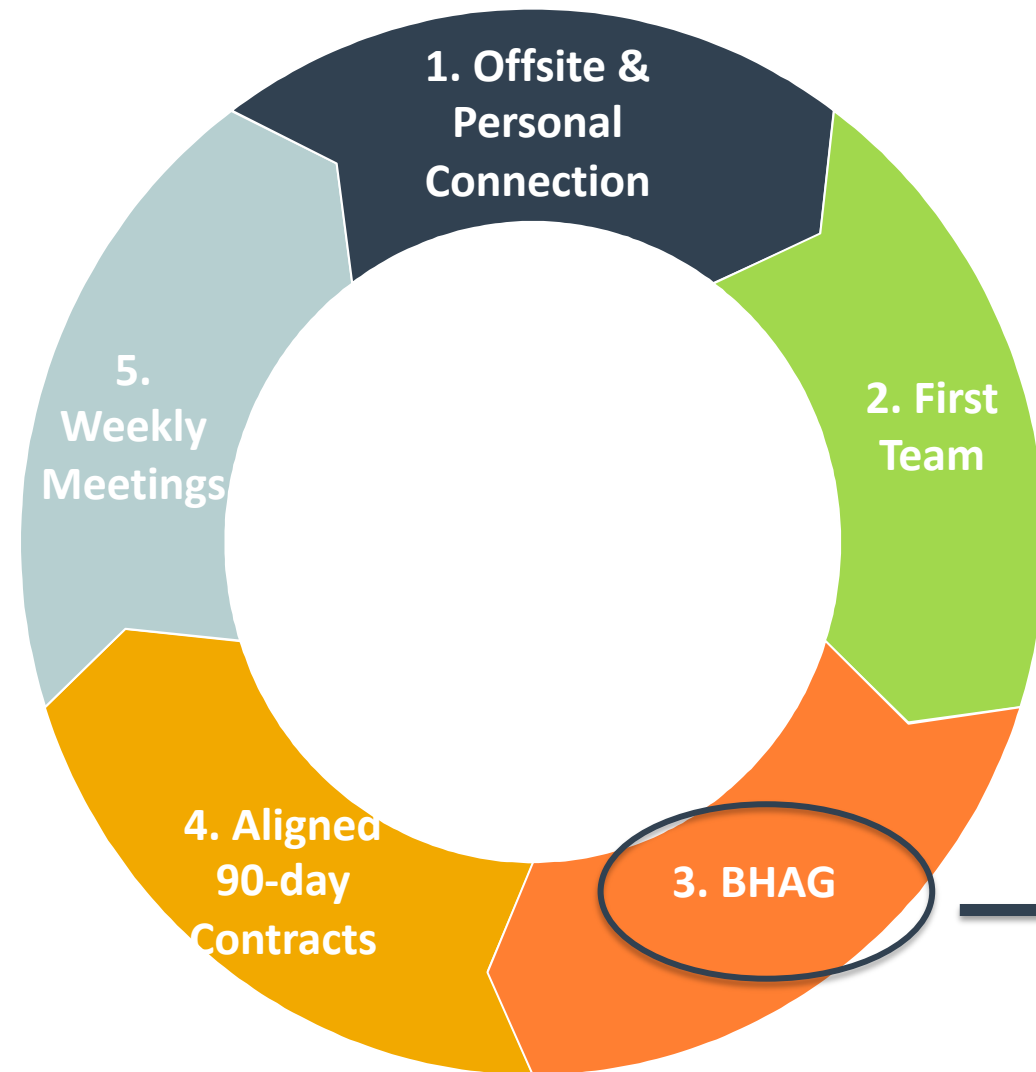 1. Offsite &
Personal
Connection
2. First
Team
3. BHAG
4. Aligned
90-day
Contracts
5.
Weekly
Meetings